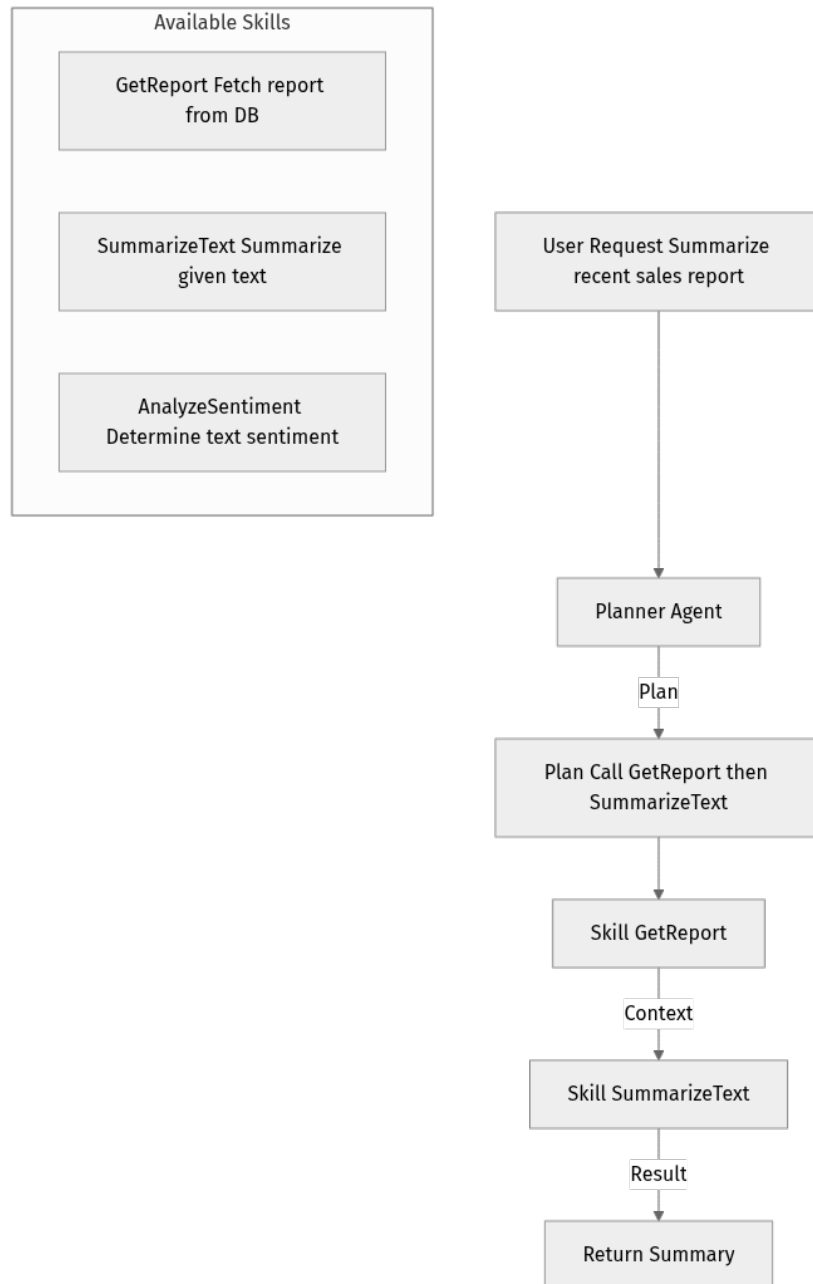 Available Skills
GetReport Fetch report
from DB
SummarizeText Summarize
given text
AnalyzeSentiment
Determine text sentiment
User Request Summarize
recent sales report
Planner Agent
Plan
Plan Call GetReport then
SummarizeText
Skill GetReport
Context
Skill SummarizeText
Result
Return Summary